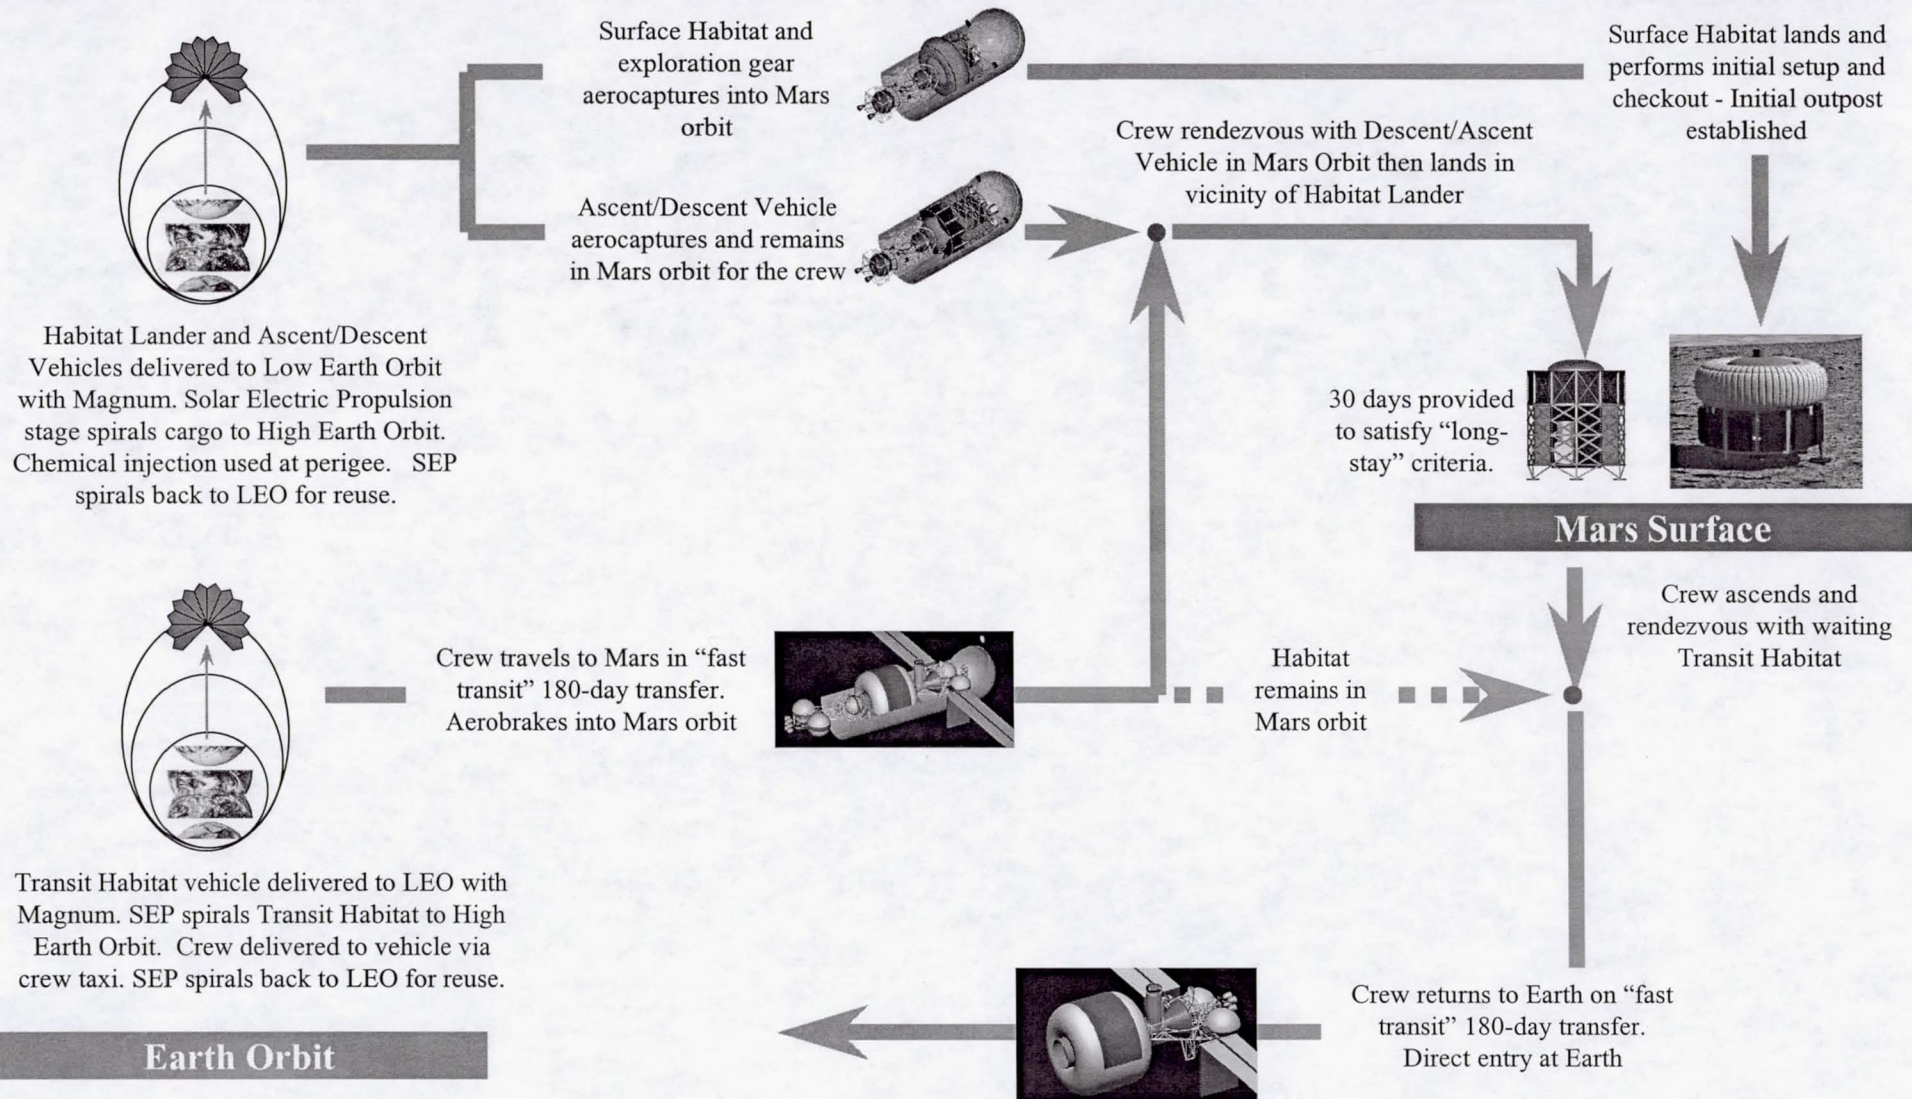 Surface Habitat and
exploration gear
aerocaptures into Mars
orbit
Surface Habitat lands and
performs initial setup and
checkout - Initial outpost
established
Crew rendezvous with Descent/Ascent
Vehicle in Mars Orbit then lands in
vicinity of Habitat Lander
Ascent/Descent Vehicle
aerocaptures and remains
in Mars orbit for the crew
Habitat Lander and Ascent/Descent
Vehicles delivered to Low Earth Orbit
with Magnum. Solar Electric Propulsion
stage spirals cargo to High Earth Orbit.
Chemical injection used at perigee. SEP
spirals back to LEO for reuse.
30 days provided
to satisfy “long-
stay” criteria.
Mars Surface
Crew travels to Mars in “fast
transit” 180-day transfer.
Aerobrakes into Mars orbit
Habitat
remains in
Mars orbit
Crew ascends and
rendezvous with waiting
Transit Habitat
Transit Habitat vehicle delivered to LEO with
Magnum. SEP spirals Transit Habitat to High
Earth Orbit. Crew delivered to vehicle via
crew taxi. SEP spirals back to LEO for reuse.
Earth Orbit
Crew returns to Earth on “fast
transit” 180-day transfer.
Direct entry at Earth